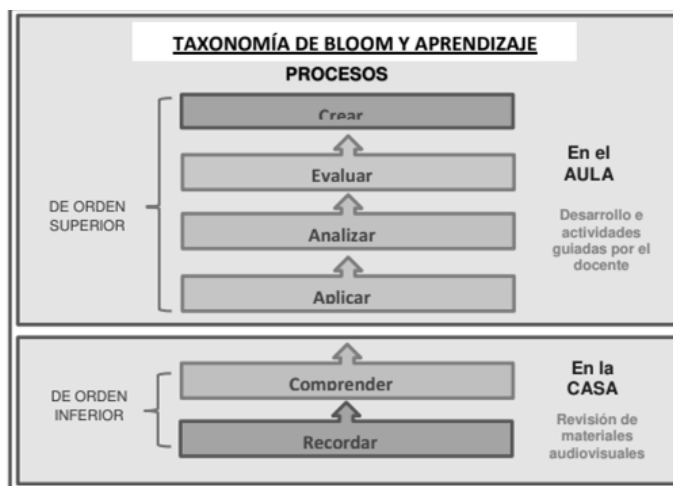 TAXONOMÍA DE BLOOM Y APRENDIZAJE
PROCESOS
Crear
Evaluar
Analizar
Aplicar
DE ORDEN
SUPERIOR
En el
AULA
Desarrollo e
actividades
guiadas por el
docente
Comprender
Recordar
DE ORDEN
INFERIOR
En la
CASA
Revisión de
materiales
audiovisuales